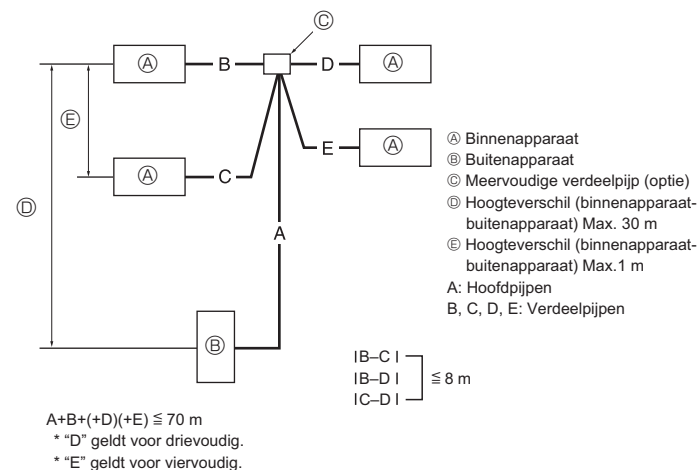 Ⓒ
Ⓐ B D Ⓐ
Ⓔ
Ⓐ C E Ⓐ
Ⓓ
A
Ⓑ
Ⓐ Binnenapparaat
Ⓑ Buitenapparaat
Ⓒ Meervoudige verdeelpijp (optie)
Ⓓ Hoogteverschil (binnenapparaat-
buitenapparaat) Max. 30 m
Ⓔ Hoogteverschil (binnenapparaat-
buitenapparaat) Max.1 m
A: Hoofdpijpen
B, C, D, E: Verdeelpijpen
IB–C I
IB–D I ≦ 8 m
IC–D I
A+B+(+D)(+E) ≦ 70 m
* “D” geldt voor drievoudig.
* “E” geldt voor viervoudig.